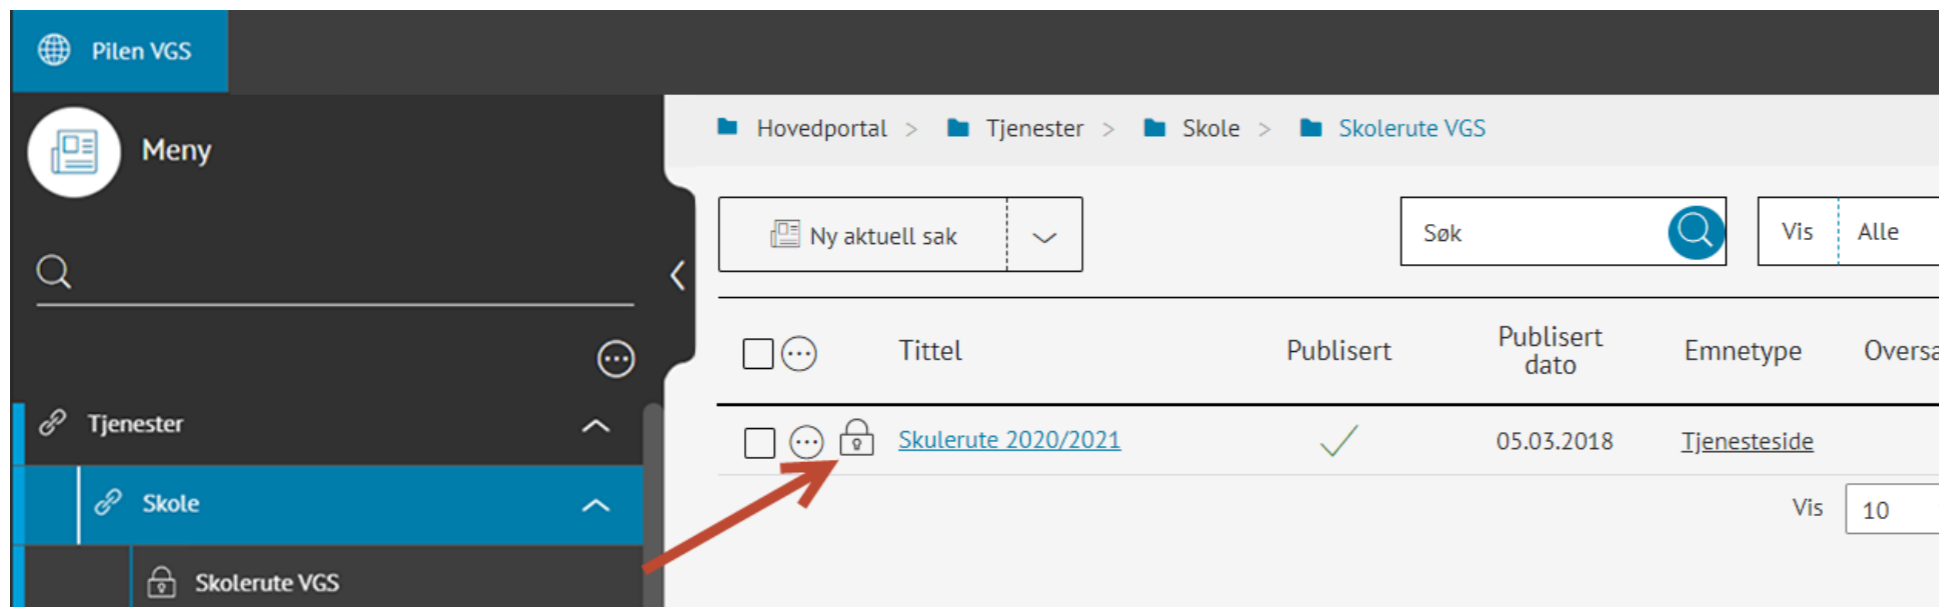 Pilen VGS
Meny
Hovedportal > Tjenester > Skole > Skolerute VGS
Ny aktuell sak
Søk
Vis Alle
Tittel Publisert Publisert dato Emnetype
Skulerute 2020/2021 05.03.2018 Tjenesteside
Vis 10
Tjenester
Skole
Skolerute VGS